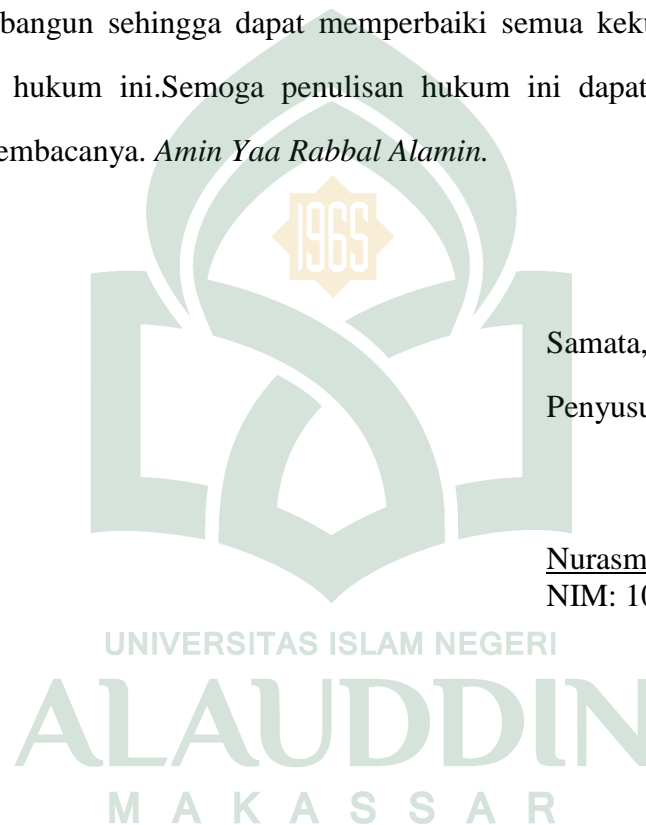 bangun sehingga dapat memperbaiki semua keku
hukum ini.Semoga penulisan hukum ini dapat
embacanya. Amin Yaa Rabbal Alamin.
1965
Samata,
Penyusu
Nurasm
NIM: 10
UNIVERSITAS ISLAM NEGERI
ALAUDDIN
MAKASSAR